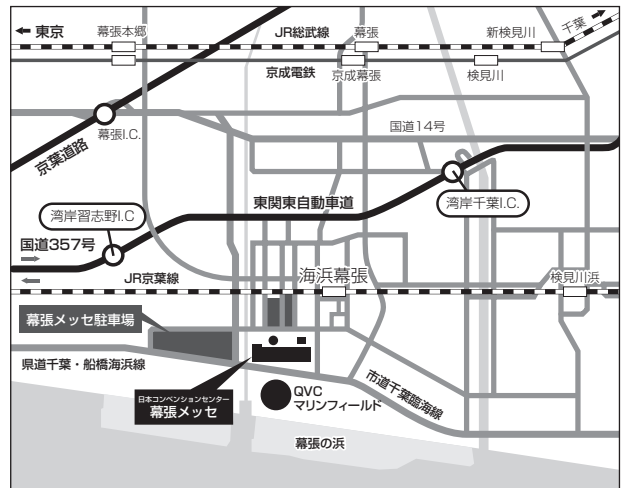 東京
幕張本郷
JR総武線
幕張
新検見川
千葉
京成電鉄
京成幕張
検見川
幕張I.C.
京葉道路
国道14号
湾岸習志野I.C
東関東自動車道
湾岸千葉I.C.
国道357号
JR京葉線
海浜幕張
検見川浜
幕張メッセ駐車場
県道千葉・船橋海浜線
日本コンベンションセンター
幕張メッセ
QVC
マリンフィールド
市道千葉臨海線
幕張の浜